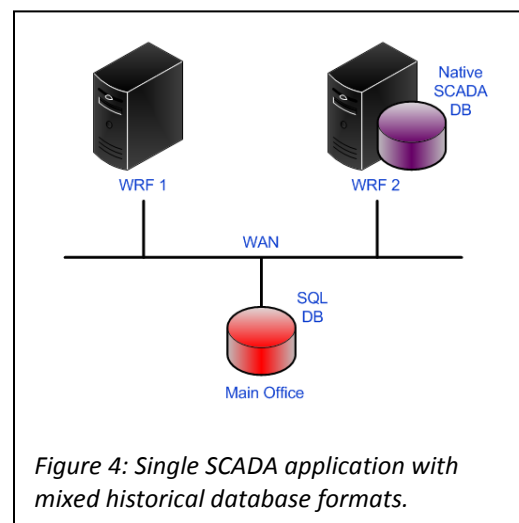 Native
SCADA
DB
WRF 1
WRF 2
WAN
SQL
DB
Main Office
Figure 4: Single SCADA application with
mixed historical database formats.